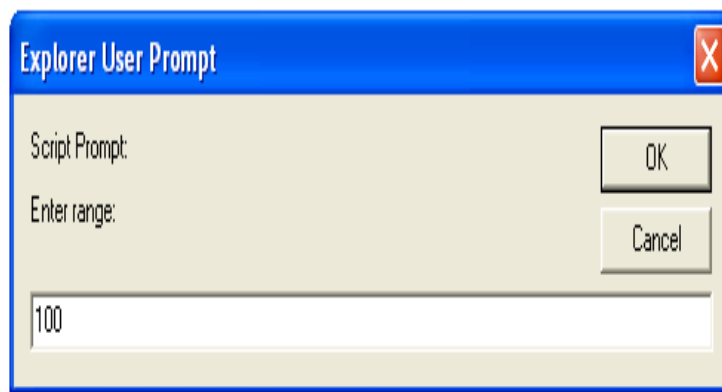 Explorer User Prompt
Script Prompt:
OK
Enter range:
Cancel
100